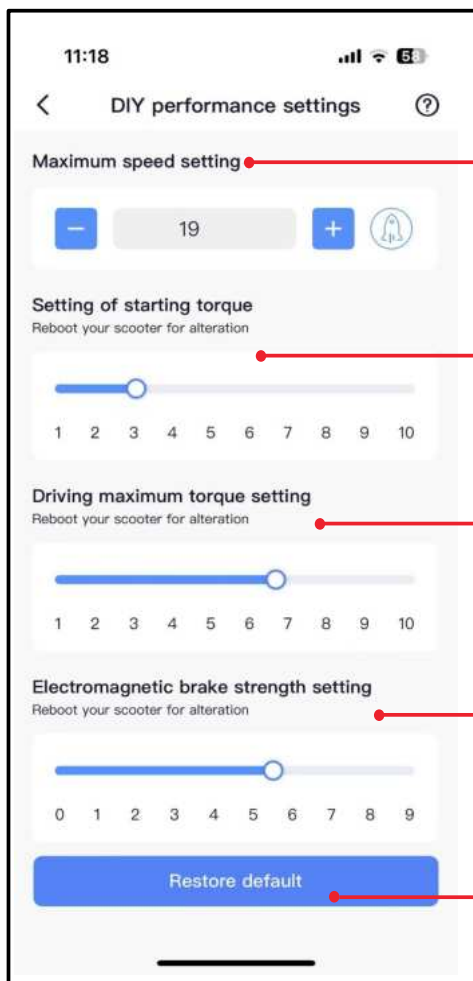 11:18 58
DIY performance settings
Maximum speed setting
19
Setting of starting torque
Reboot your scooter for alteration
1 2 3 4 5 6 7 8 9 10
Driving maximum torque setting
Reboot your scooter for alteration
1 2 3 4 5 6 7 8 9 10
Electromagnetic brake strength setting
Reboot your scooter for alteration
0 1 2 3 4 5 6 7 8 9
Restore default